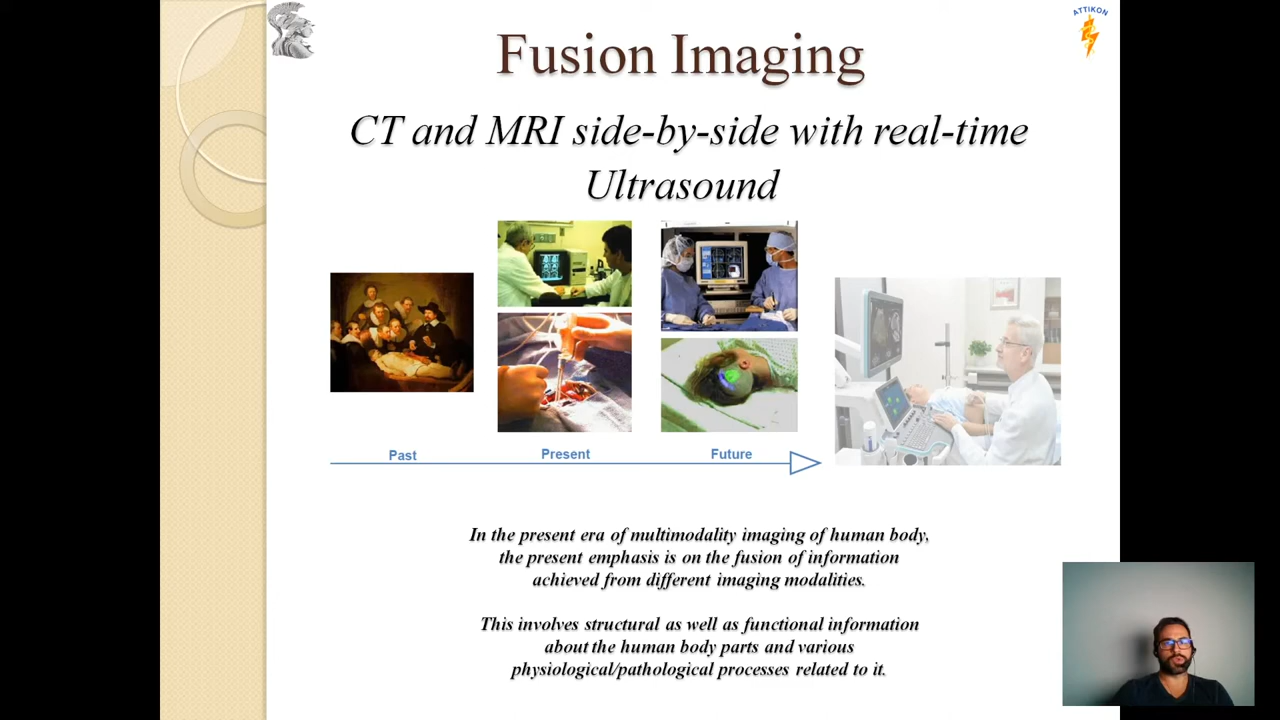 ATTIKON
Fusion Imaging
CT and MRI side-by-side with real-time
Ultrasound
Past
Present
Future
In the present era of multimodality imaging of human body,
the present emphasis is on the fusion of information
achieved from different imaging modalities.
This involves structural as well as functional information
about the human body parts and various
physiological/pathological processes related to it.